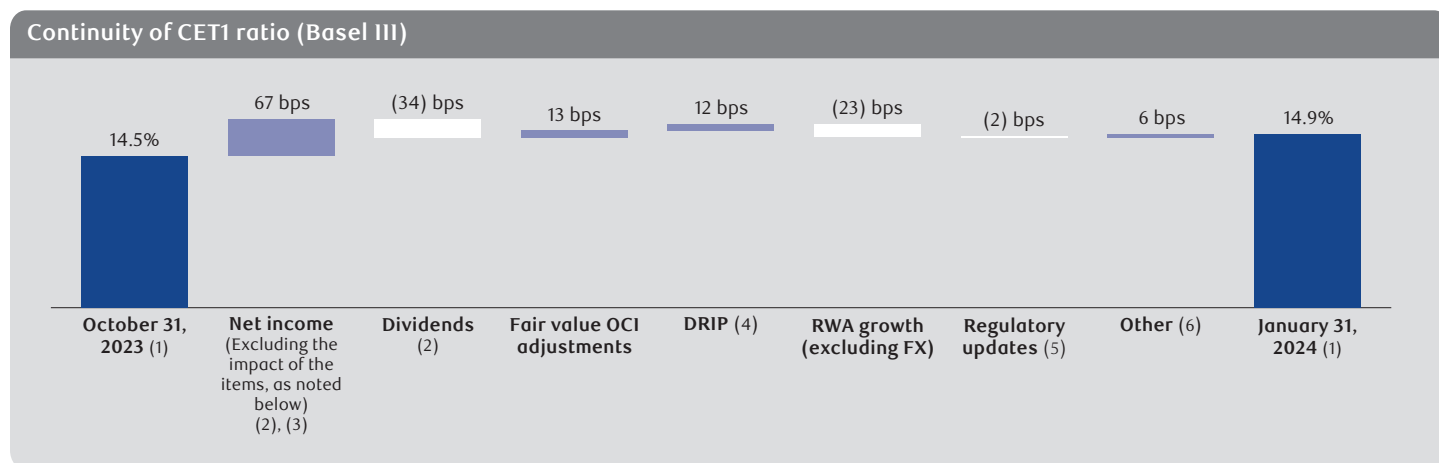 Continuity of CET1 ratio (Basel III)
14.5%
67 bps
(34) bps
13 bps
12 bps
(23) bps
(2) bps
6 bps
14.9%
October 31,
2023 (1)
Net income
(Excluding the
impact of the
items, as noted
below)
(2), (3)
Dividends
(2)
Fair value OCI
adjustments
DRIP (4)
RWA growth
(excluding FX)
Regulatory
updates (5)
Other (6)
January 31,
2024 (1)